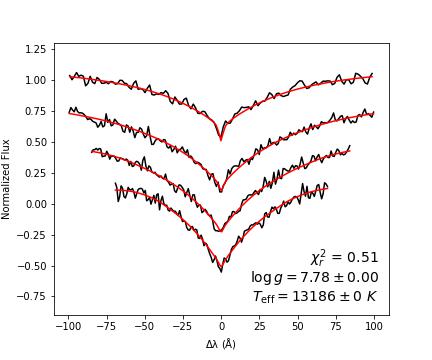 1.25
1.00
0.75
0.50
0.25
0.00
−0.25
−0.50
−0.75
Normalized Flux
χ²ᵣ = 0.51
log g = 7.78 ± 0.00
T_eff = 13186 ± 0 K
−100 −75 −50 −25 0 25 50 75 100
Δλ (Å)